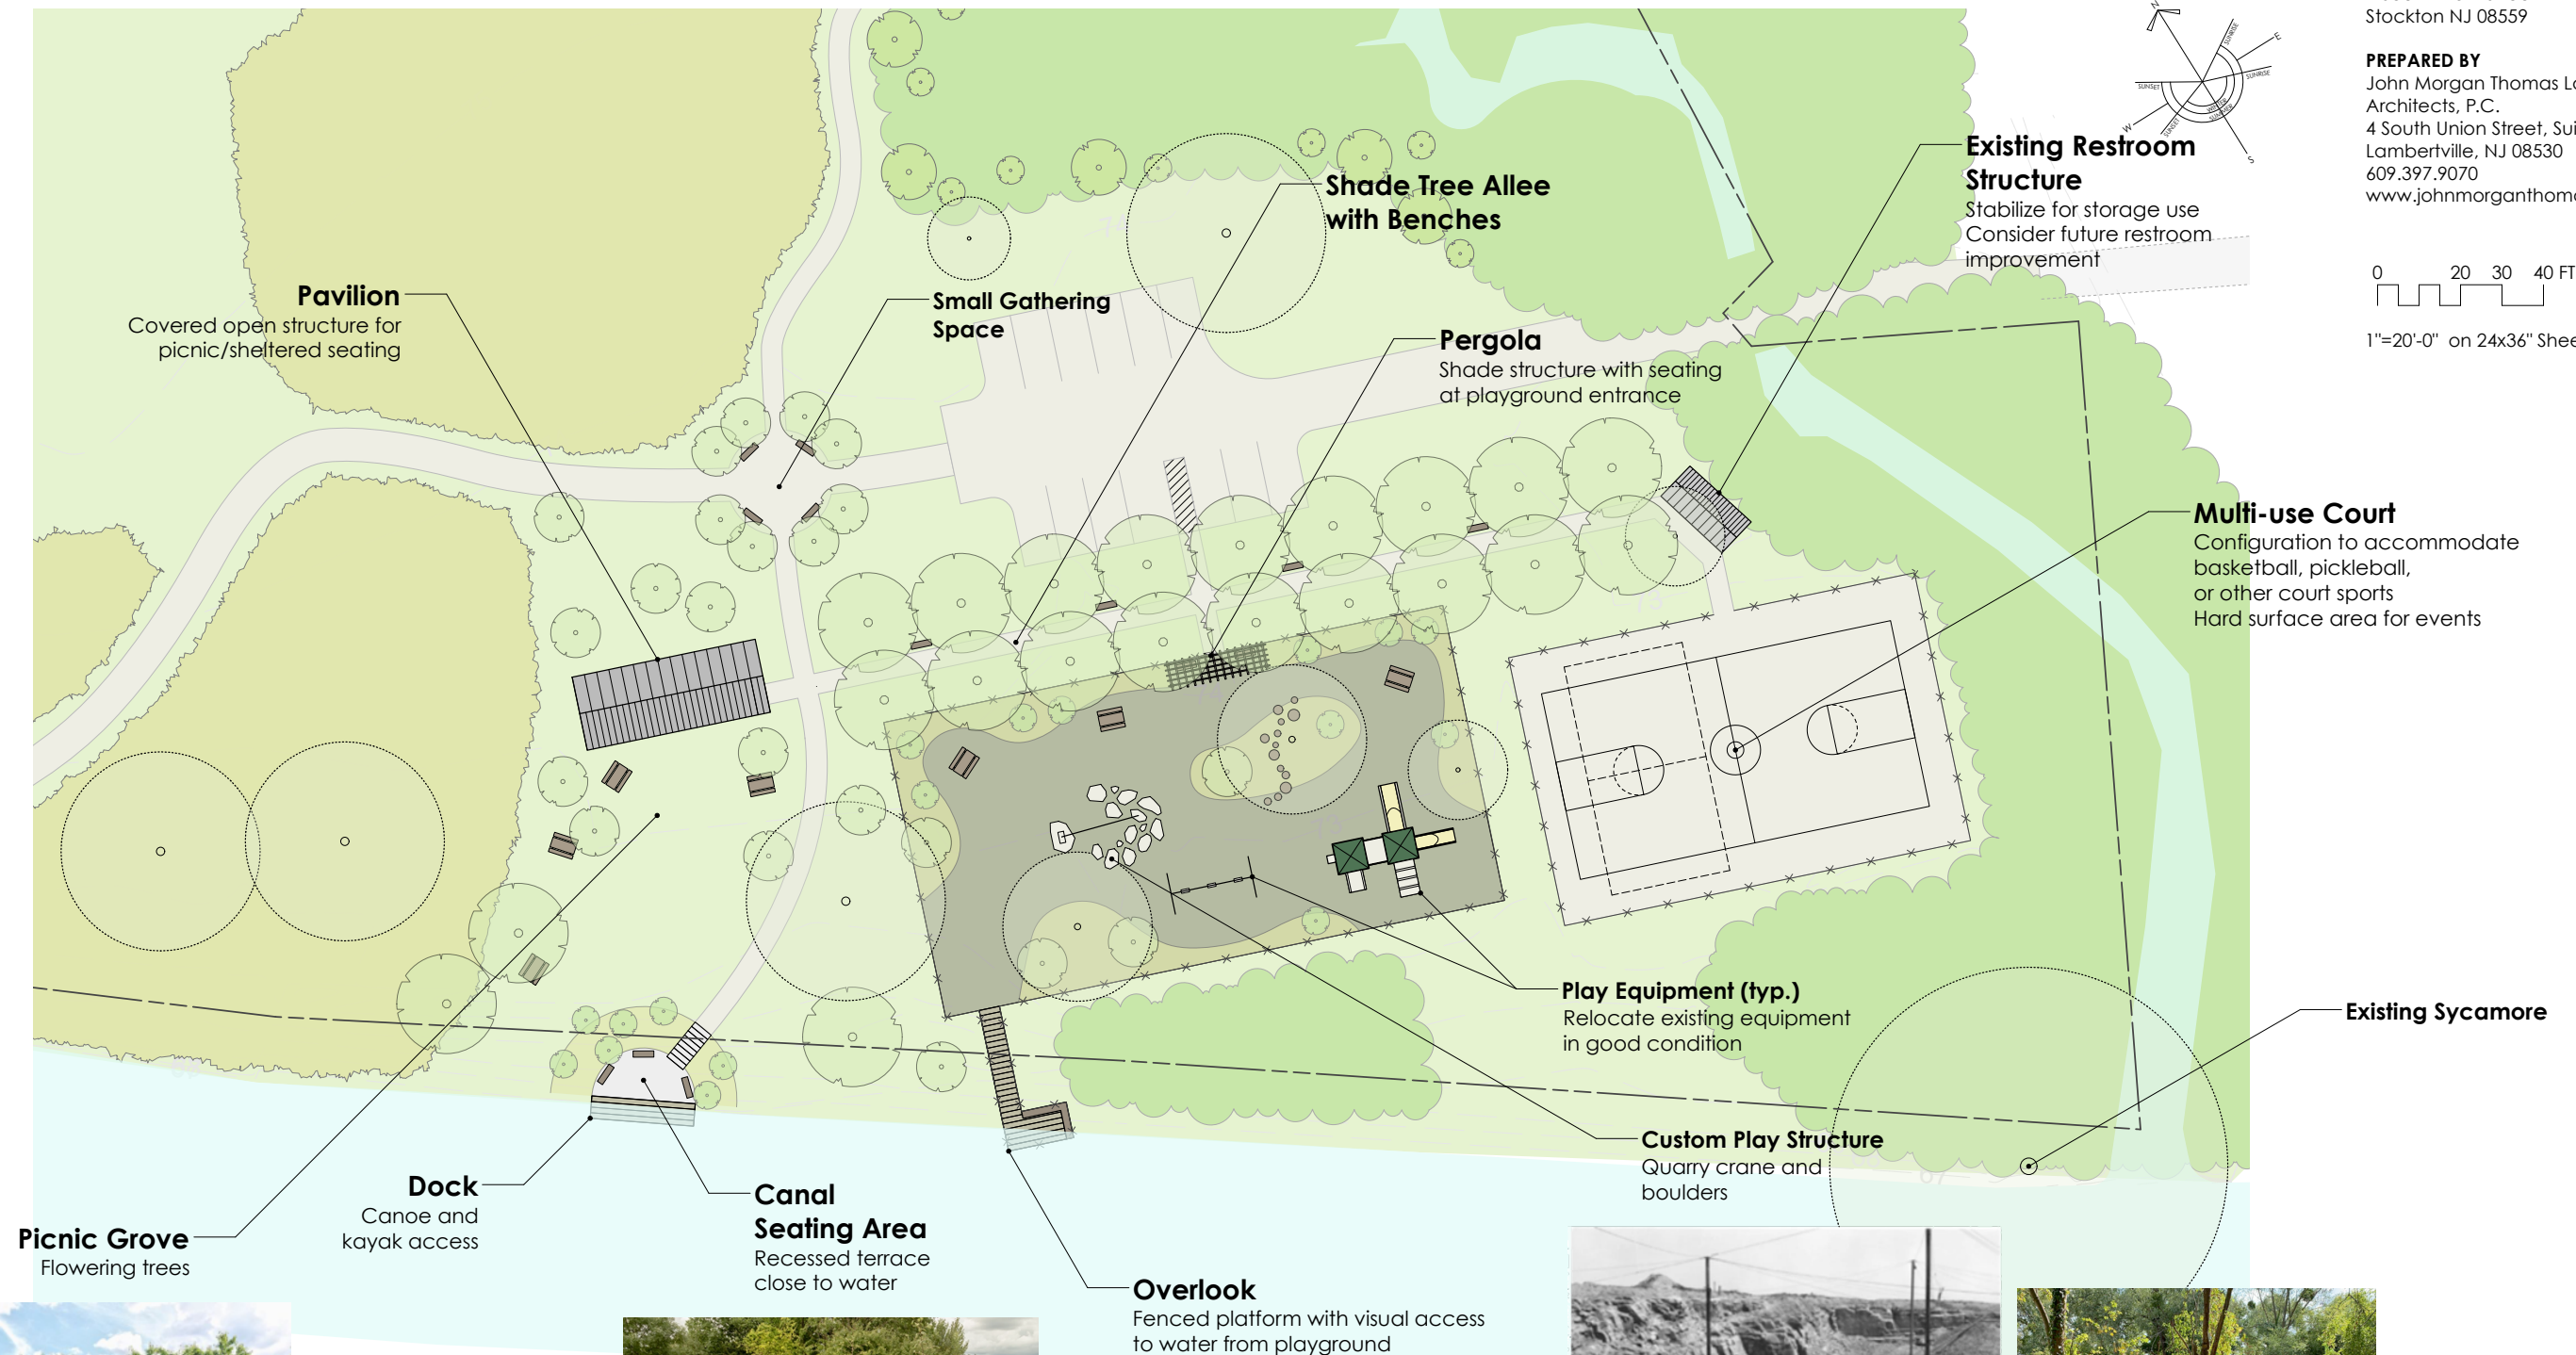 Stockton NJ 08559
PREPARED BY
John Morgan Thomas
Architects, P.C.
4 South Union Street,
Lambertville, NJ 08530
609.397.9070
0 20 30 40 FT
1"=20'-0" on 24x36"
N
E
S
W
SUNRISE
SUNRISE
SUNSET
SUNSET
WINTER
SUMMER
Existing Restroom
Structure
Stabilize for storage use
Consider future restroom
improvement
Shade Tree Allee
with Benches
Pavilion
Covered open structure for
picnic/sheltered seating
Small Gathering
Space
Pergola
Shade structure with seating
at playground entrance
Multi-use Court
Configuration to accommodate
basketball, pickleball,
or other court sports
Hard surface area for events
Play Equipment (typ.)
Relocate existing equipment
in good condition
Existing Sycamore
Custom Play Structure
Quarry crane and
boulders
Dock
Canoe and
kayak access
Canal
Seating Area
Recessed terrace
close to water
Picnic Grove
Flowering trees
Overlook
Fenced platform with visual access
to water from playground